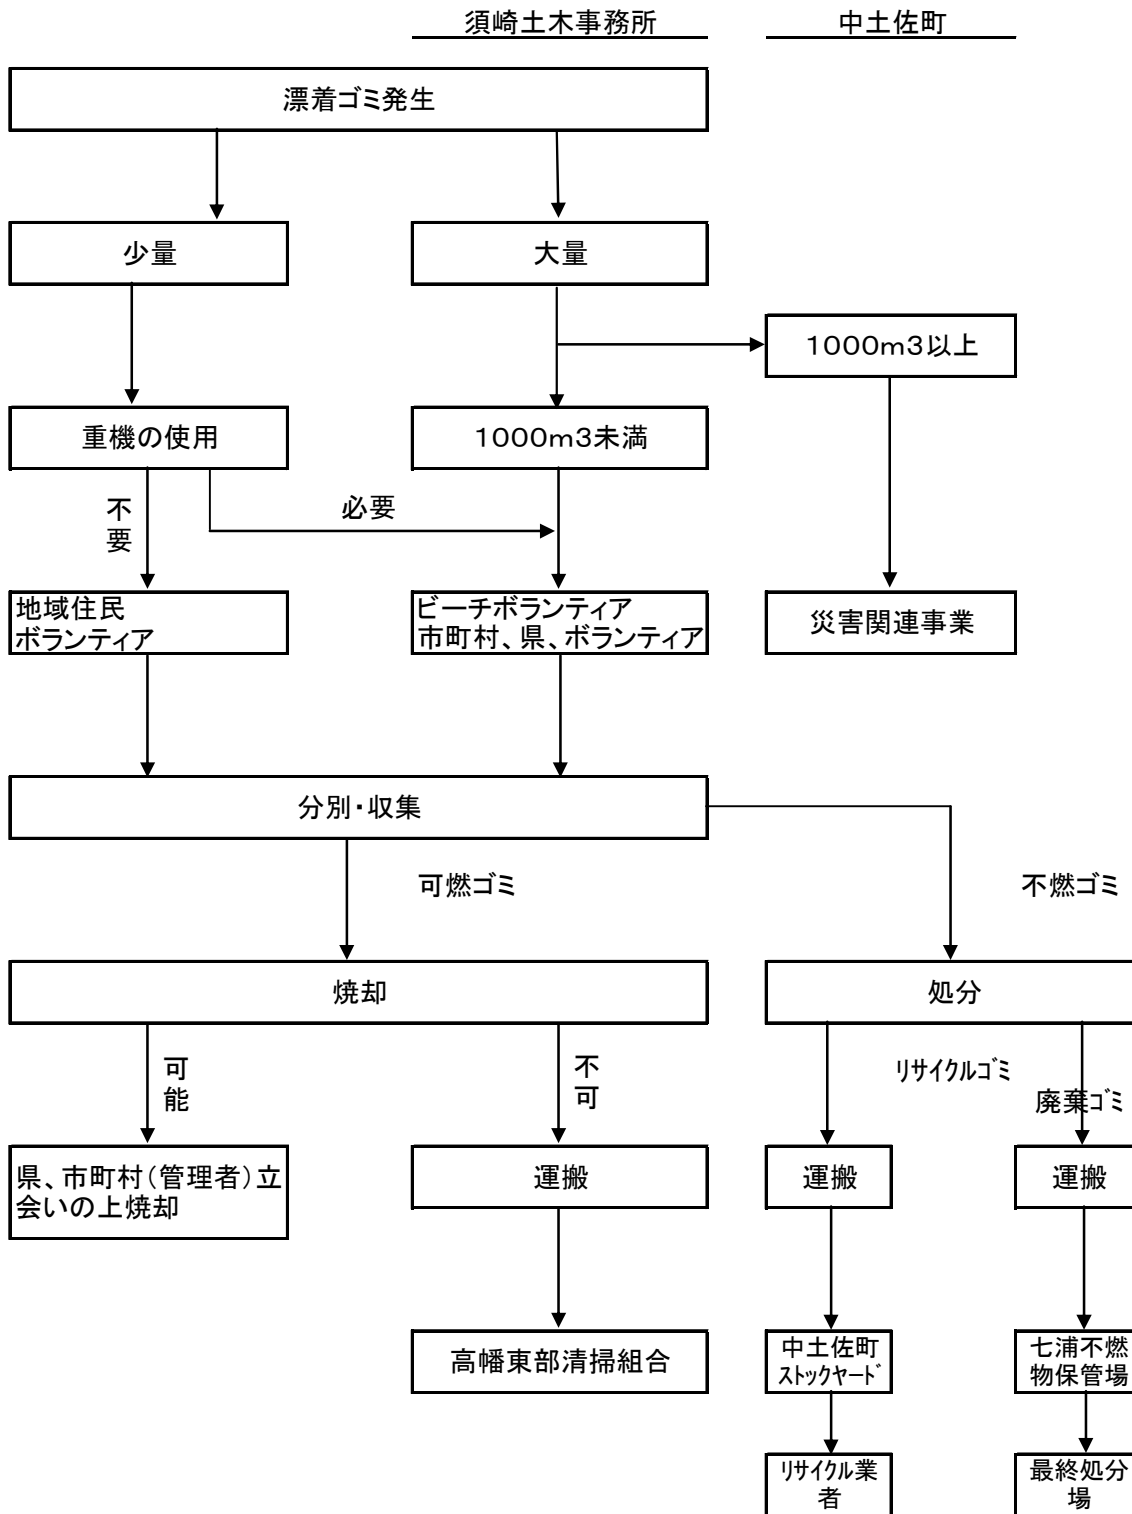 須崎土木事務所
中土佐町
漂着ゴミ発生
少量
大量
1000m3以上
重機の使用
1000m3未満
不要
必要
地域住民
ボランティア
ビーチボランティア
市町村、県、ボランティア
災害関連事業
分別・収集
可燃ゴミ
不燃ゴミ
焼却
処分
可能
不可
ﾘｻｲｸﾙｺﾞﾐ
廃棄ｺﾞﾐ
県、市町村(管理者)立
会いの上焼却
運搬
運搬
運搬
高幡東部清掃組合
中土佐町
ｽﾄｯｸﾔｰﾄﾞ
七浦不燃
物保管場
ﾘｻｲｸﾙ業
者
最終処分
場